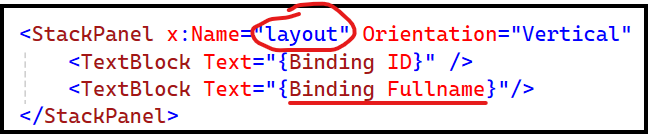 <StackPanel x:Name="layout" Orientation="Vertical"
<TextBlock Text="{Binding ID}" />
<TextBlock Text="{Binding Fullname}"/>
</StackPanel>